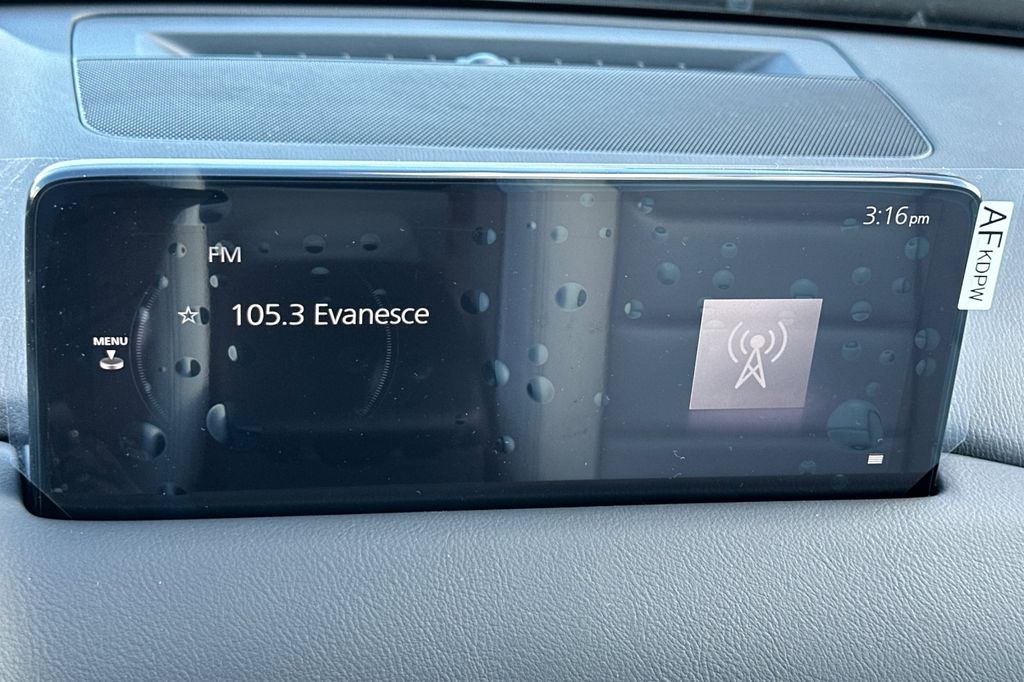 3:16pm
FM
☆ 105.3 Evanesce
MENU
AF KDPW